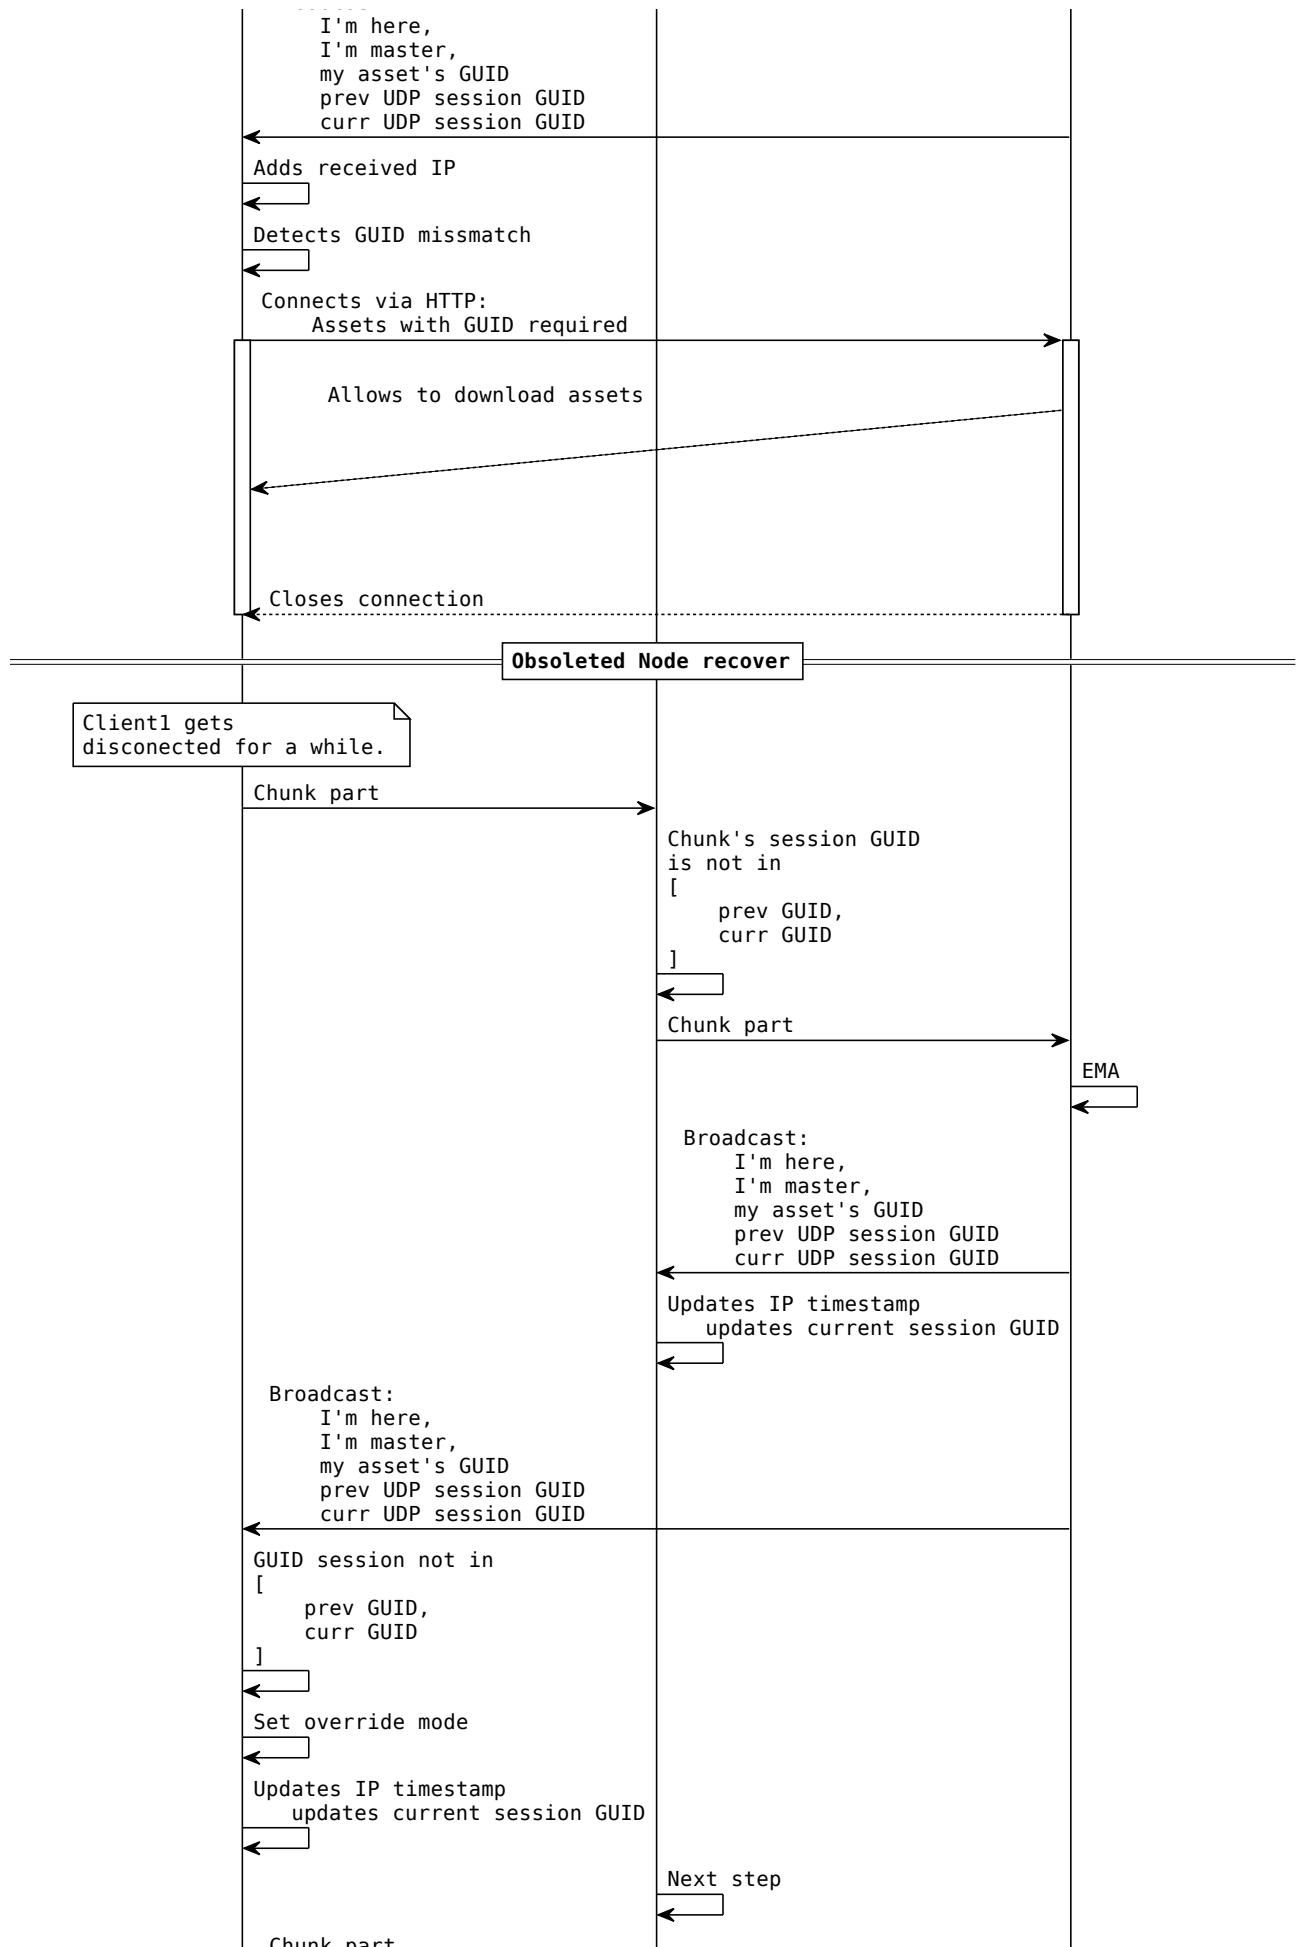 I'm here,
I'm master,
my asset's GUID
prev UDP session GUID
curr UDP session GUID
Adds received IP
Detects GUID missmatch
Connects via HTTP:
Assets with GUID required
Allows to download assets
Closes connection
Obsoleted Node recover
Client1 gets
disconected for a while.
Chunk part
Chunk's session GUID
is not in
[
prev GUID,
curr GUID
]
Chunk part
EMA
Broadcast:
I'm here,
I'm master,
my asset's GUID
prev UDP session GUID
curr UDP session GUID
Updates IP timestamp
updates current session GUID
Broadcast:
I'm here,
I'm master,
my asset's GUID
prev UDP session GUID
curr UDP session GUID
GUID session not in
[
prev GUID,
curr GUID
]
Set override mode
Updates IP timestamp
updates current session GUID
Next step
Chunk part